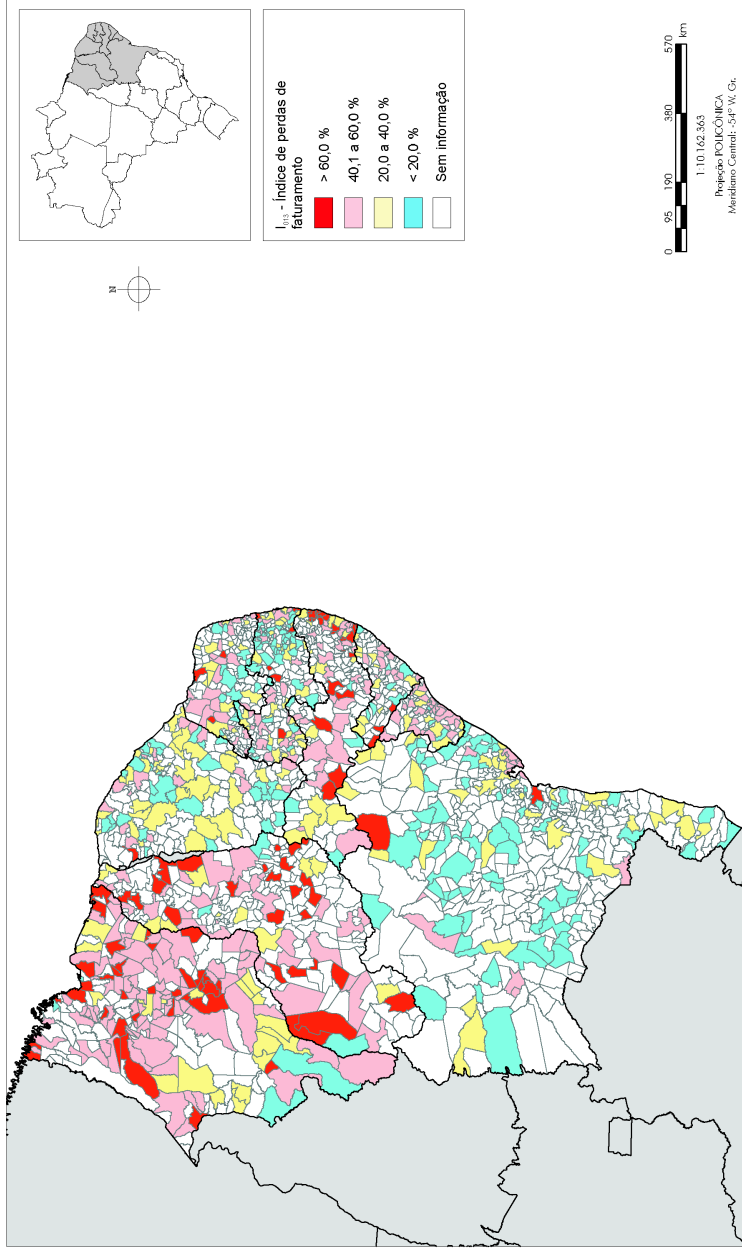 N
I013 - Índice de perdas de
faturamento
> 60,0 %
40,1 a 60,0 %
20,0 a 40,0 %
< 20,0 %
Sem informação
0 95 190 380 570
km
1:10.162.363
Projeção POLICÔNICA
Meridiano Central: -54° W. Gr.